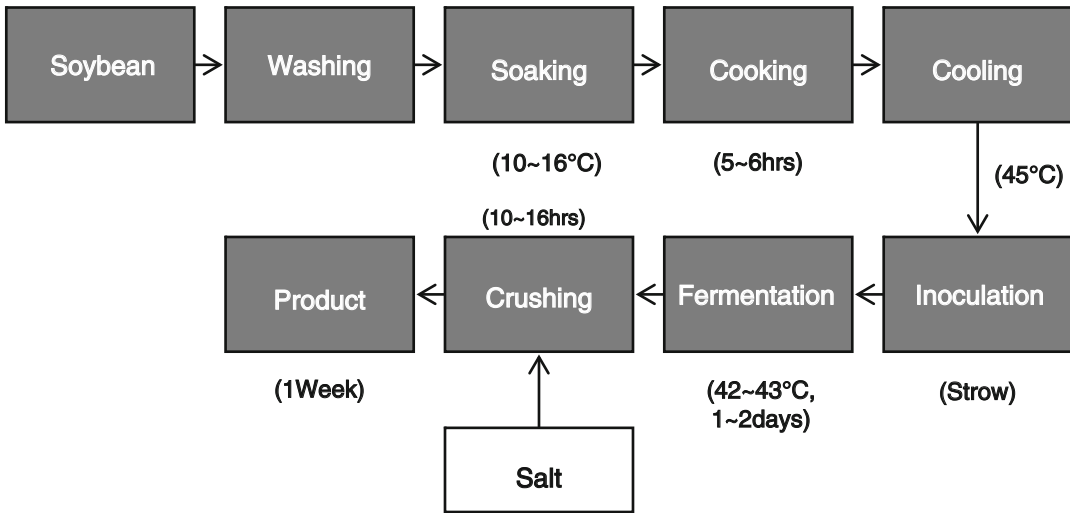 Soybean
Washing
Soaking
Cooking
Cooling
(10~16°C)
(10~16hrs)
(5~6hrs)
(45°C)
Inoculation
(Strow)
Fermentation
(42~43°C,
1~2days)
Crushing
Salt
Product
(1Week)